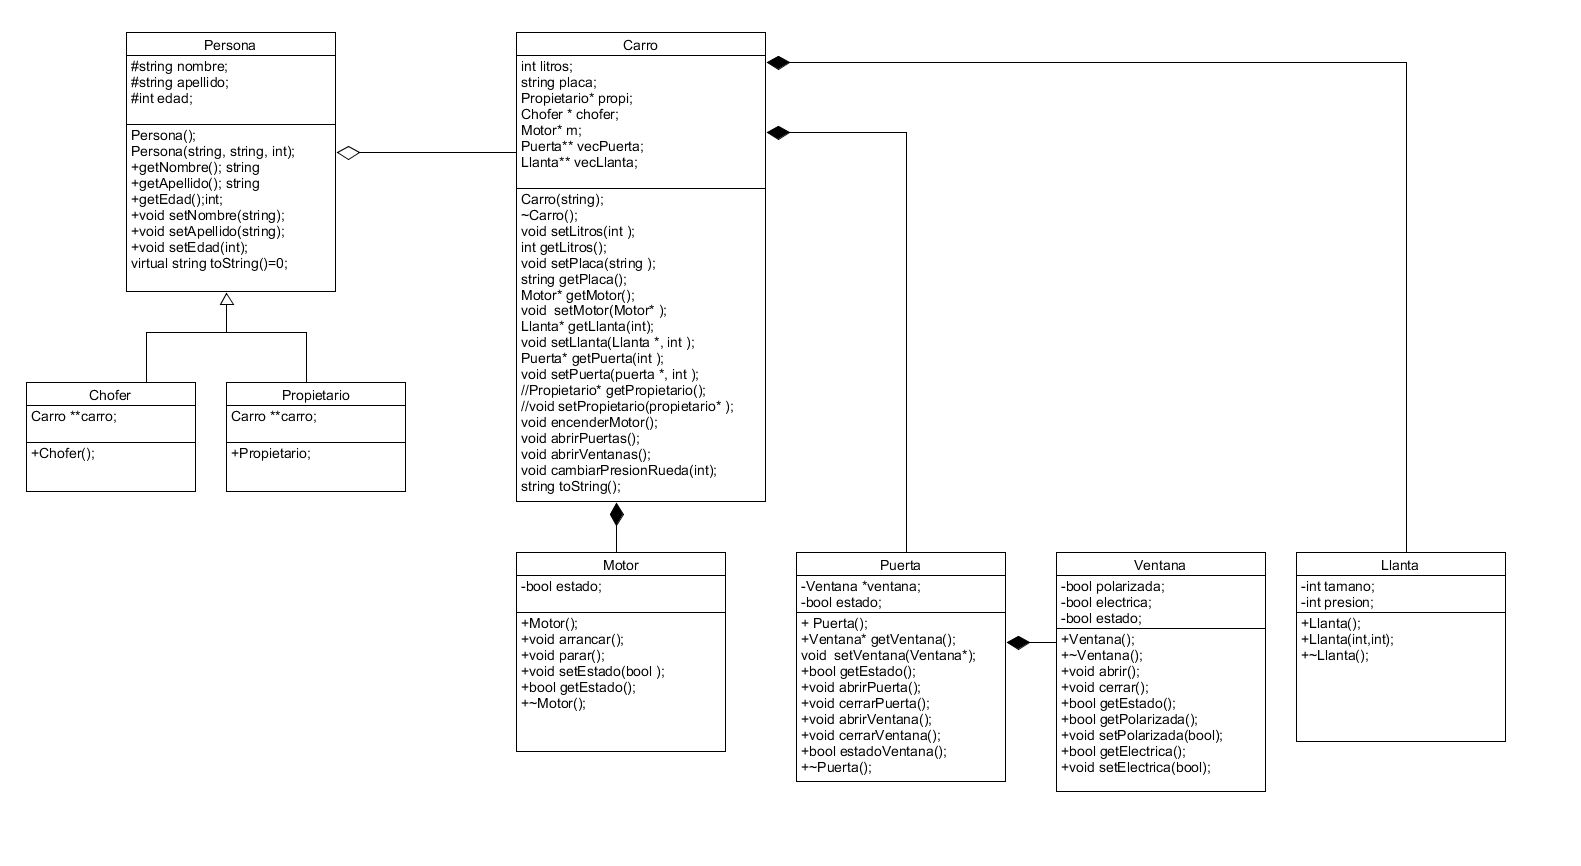 Persona
#string nombre;
#string apellido;
#int edad;
Persona();
Persona(string, string, int);
+getNombre(); string
+getApellido(); string
+getEdad();int;
+void setNombre(string);
+void setApellido(string);
+void setEdad(int);
virtual string toString()=0;
Chofer
Carro **carro;
+Chofer();
Propietario
Carro **carro;
+Propietario;
Carro
int litros;
string placa;
Propietario* propi;
Chofer * chofer;
Motor* m;
Puerta** vecPuerta;
Llanta** vecLlanta;
Carro(string);
~Carro();
void setLitros(int );
int getLitros();
void setPlaca(string );
string getPlaca();
Motor* getMotor();
void  setMotor(Motor* );
Llanta* getLlanta(int);
void setLlanta(Llanta *, int );
Puerta* getPuerta(int );
void setPuerta(puerta *, int );
//Propietario* getPropietario();
//void setPropietario(propietario* );
void encenderMotor();
void abrirPuertas();
void abrirVentanas();
void cambiarPresionRueda(int);
string toString();
Motor
-bool estado;
+Motor();
+void arrancar();
+void parar();
+void setEstado(bool );
+bool getEstado();
+~Motor();
Puerta
-Ventana *ventana;
-bool estado;
+ Puerta();
+Ventana* getVentana();
void  setVentana(Ventana*);
+bool getEstado();
+void abrirPuerta();
+void cerrarPuerta();
+void abrirVentana();
+void cerrarVentana();
+bool estadoVentana();
+~Puerta();
Ventana
-bool polarizada;
-bool electrica;
-bool estado;
+Ventana();
+~Ventana();
+void abrir();
+void cerrar();
+bool getEstado();
+bool getPolarizada();
+void setPolarizada(bool);
+bool getElectrica();
+void setElectrica(bool);
Llanta
-int tamano;
-int presion;
+Llanta();
+Llanta(int,int);
+~Llanta();